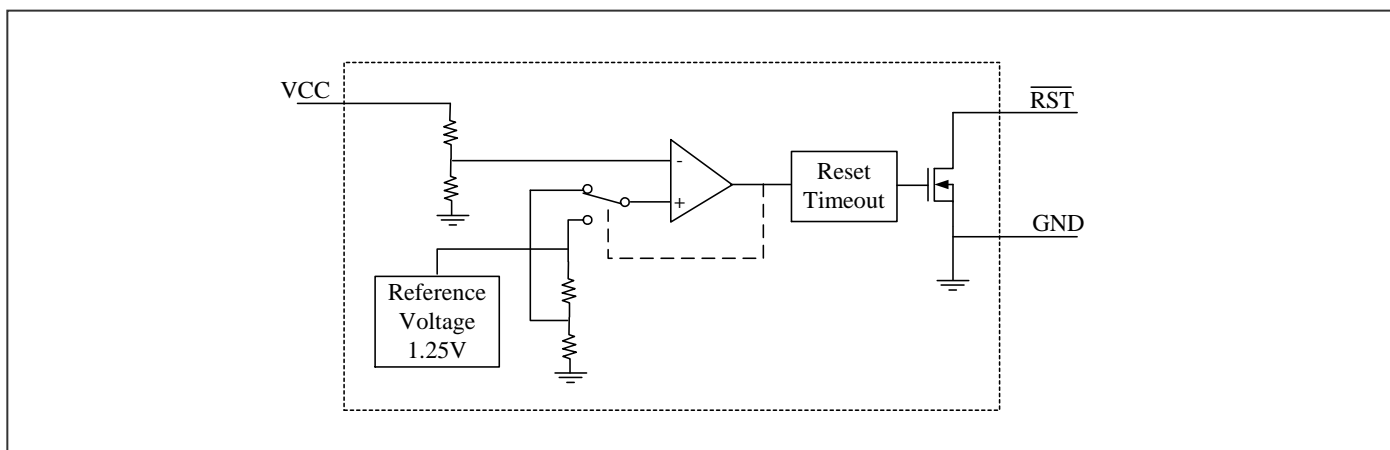 VCC
RST
-
+
Reset
Timeout
GND
Reference
Voltage
1.25V